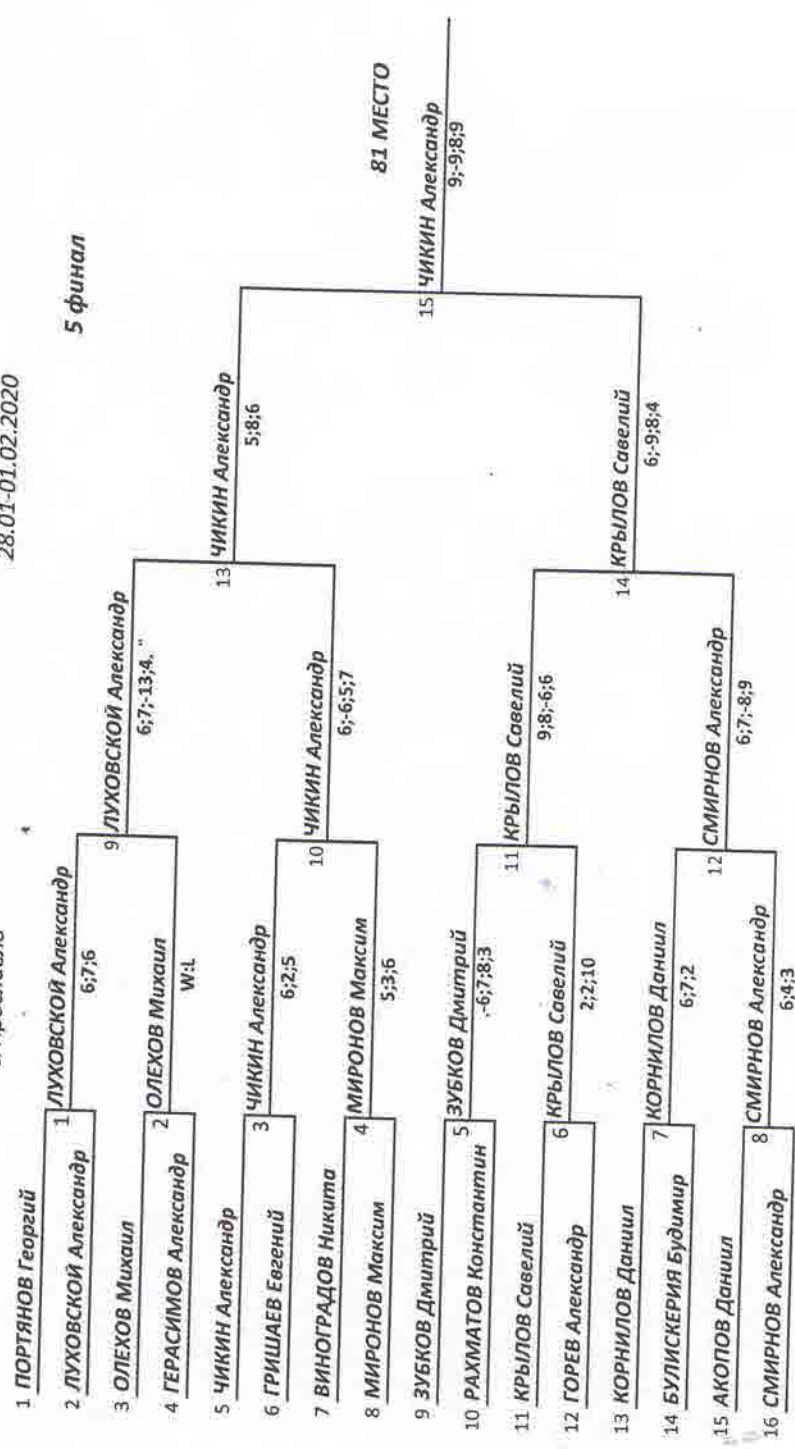 28.01-01.02.2020
5 финал
1 ПОРТЯНОВ Георгий
2 ЛУХОВСКОЙ Александр
3 ОЛЕХОВ Михаил
4 ГЕРАСИМОВ Александр
5 ЧИКИН Александр
6 ГРИШАЕВ Евгений
7 ВИНОГРАДОВ Никита
8 МИРОНОВ Максим
9 ЗУБКОВ Дмитрий
10 РАХМАТОВ Константин
11 КРЫЛОВ Савелий
12 ГОРЕВ Александр
13 КОРНИЛОВ Даниил
14 БУЛИСКЕРИЯ Будимир
15 АКОПОВ Даниил
16 СМИРНОВ Александр
1 ЛУХОВСКОЙ Александр
6;7;6
2 ОЛЕХОВ Михаил
W:L
3 ЧИКИН Александр
6;2;5
4 МИРОНОВ Максим
5;3;6
5 ЗУБКОВ Дмитрий
-6;7;8;3
6 КРЫЛОВ Савелий
2;2;10
7 КОРНИЛОВ Даниил
6;7;2
8 СМИРНОВ Александр
6;4;3
9 ЛУХОВСКОЙ Александр
6;7;-13;4
10 ЧИКИН Александр
6;-6;5;7
11 КРЫЛОВ Савелий
9;8;-6;6
12 СМИРНОВ Александр
6;7;-8;9
13 ЧИКИН Александр
5;8;6
14 КРЫЛОВ Савелий
6;-9;8;4
15 ЧИКИН Александр
9;-9;8;9
81 МЕСТО